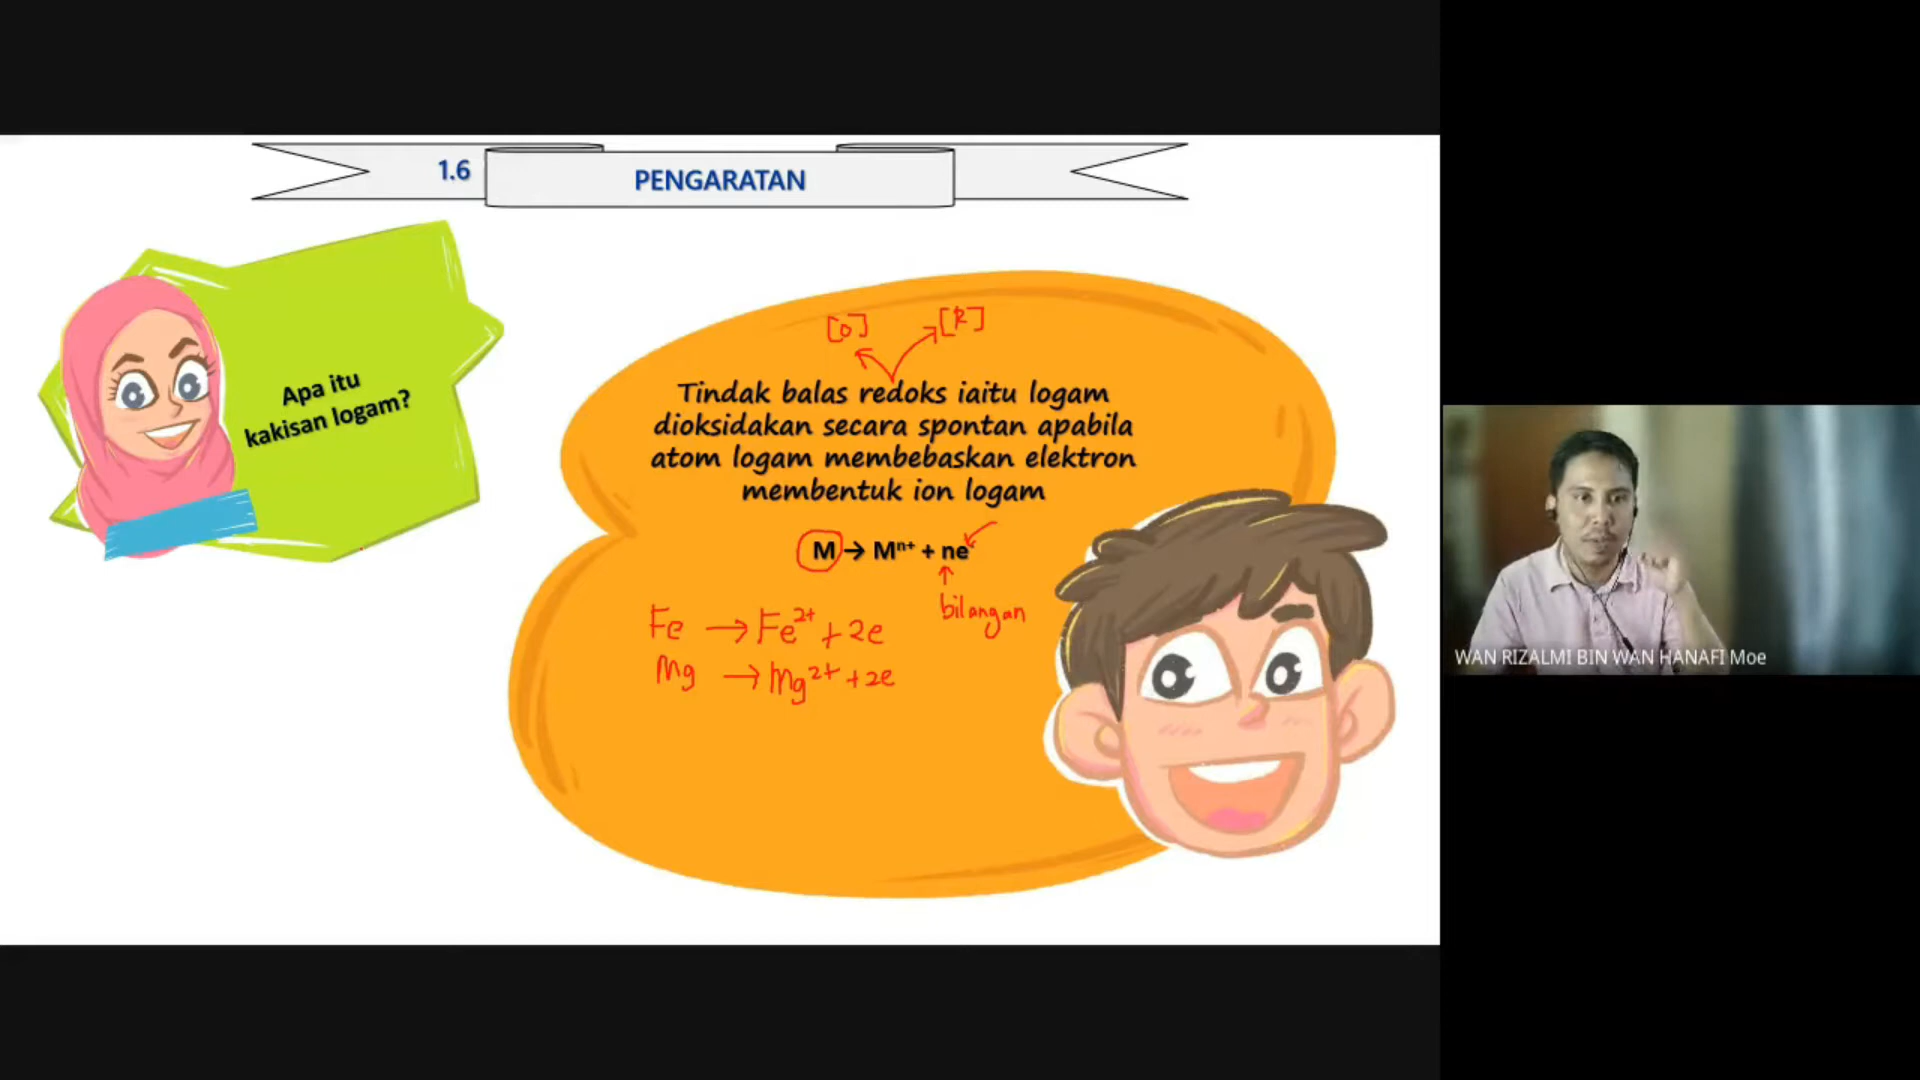 1.6
PENGARATAN
Apa itu
kakisan logam?
[O] [R]
Tindak balas redoks iaitu logam
dioksidakan secara spontan apabila
atom logam membebaskan elektron
membentuk ion logam
M → Mⁿ⁺ + ne
bilangan
Fe → Fe²⁺ + 2e
Mg → Mg²⁺ + 2e
WAN RIZALMI BIN WAN HANAFI Moe